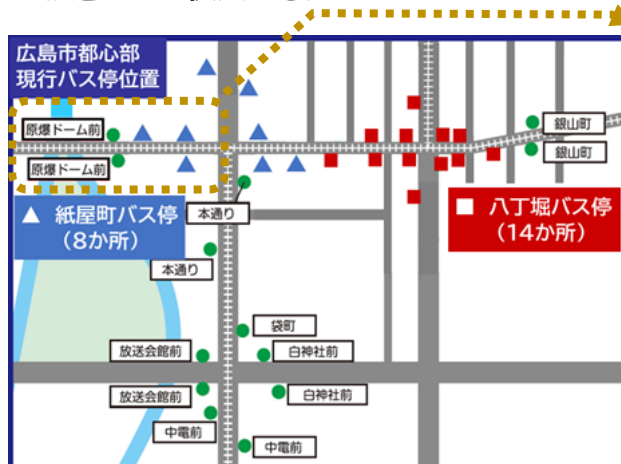 広島市都心部
現行バス停位置
原爆ドーム前
原爆ドーム前
銀山町
銀山町
▲ 紙屋町バス停
(8か所)
本通り
■ 八丁堀バス停
(14か所)
本通り
袋町
放送会館前
白神社前
放送会館前
白神社前
中電前
中電前